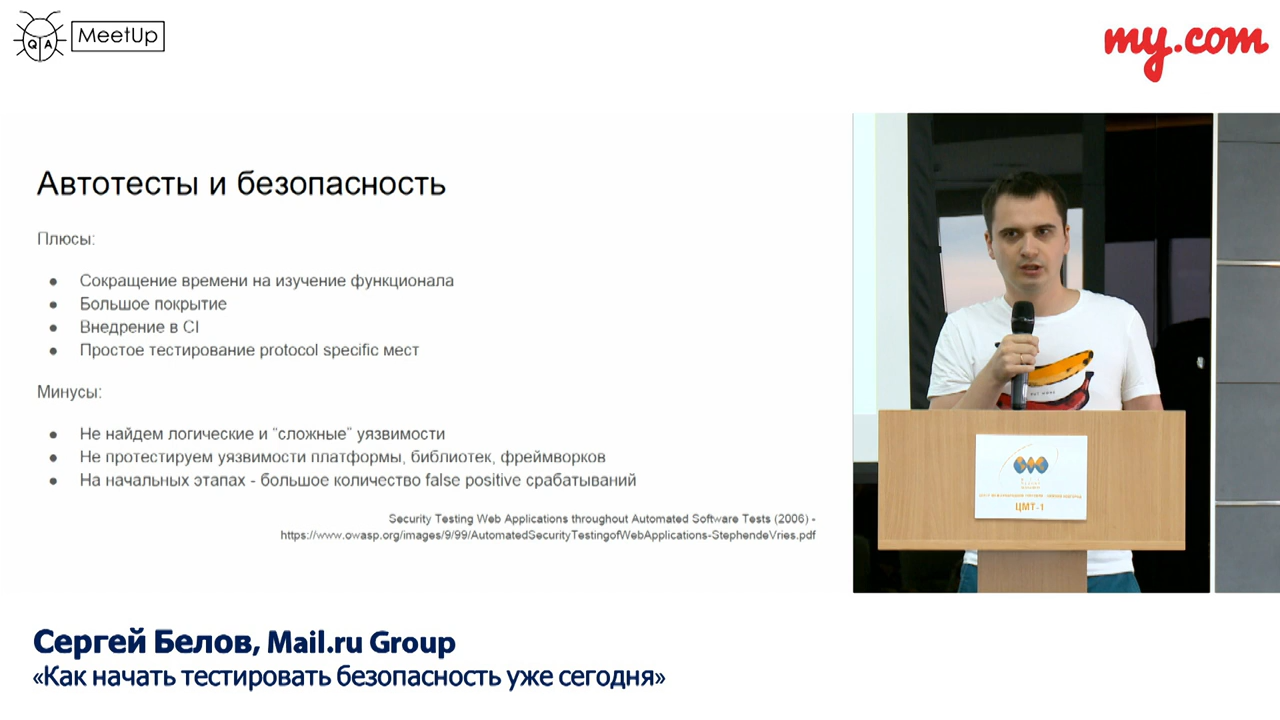 QA MeetUp
my.com
Автотесты и безопасность
Плюсы:
● Сокращение времени на изучение функционала
● Большое покрытие
● Внедрение в CI
● Простое тестирование protocol specific мест
Минусы:
● Не найдем логические и “сложные” уязвимости
● Не протестируем уязвимости платформы, библиотек, фреймворков
● На начальных этапах - большое количество false positive срабатываний
Security Testing Web Applications throughout Automated Software Tests (2006) -
https://www.owasp.org/images/9/99/AutomatedSecurityTestingofWebApplications-StephendeVries.pdf
ЦМТ-1
Сергей Белов, Mail.ru Group
«Как начать тестировать безопасность уже сегодня»